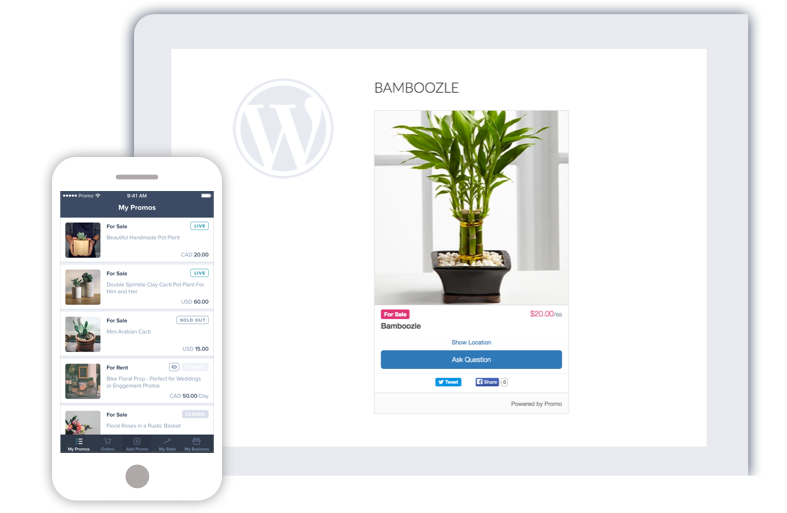 BAMBOOZLE
For Sale
$20.00/ea
Bamboozle
Show Location
Ask Question
Tweet
Share
0
Powered by Promo
Promo
9:41 AM
My Promos
For Sale
LIVE
Beautiful Handmade Pot Plant
CAD 20.00
For Sale
LIVE
Double Sprinkle Clay Cacti Pot Plant For
Him and Her
USD 60.00
For Sale
SOLD OUT
Mini Arabian Cacti
USD 15.00
For Rent
Bike Floral Prop - Perfect for Weddings
or Enggement Photos
CAD 50.00/Day
For Sale
Floral Roses in a Rustic Basket
My Promos
Orders
Add Promo
My Stats
My Business